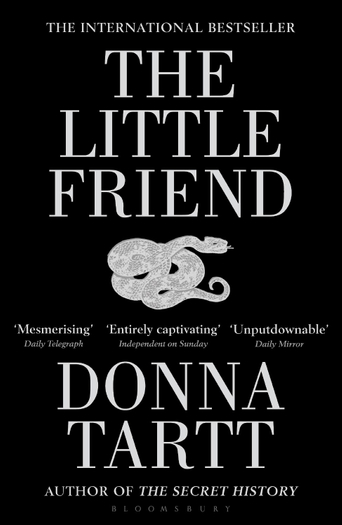 THE INTERNATIONAL BESTSELLER
THE
LITTLE
FRIEND
‘Mesmerising’ ‘Entirely captivating’ ‘Unputdownable’
Daily Telegraph Independent on Sunday Daily Mirror
DONNA
TARTT
AUTHOR OF THE SECRET HISTORY
BLOOMSBURY